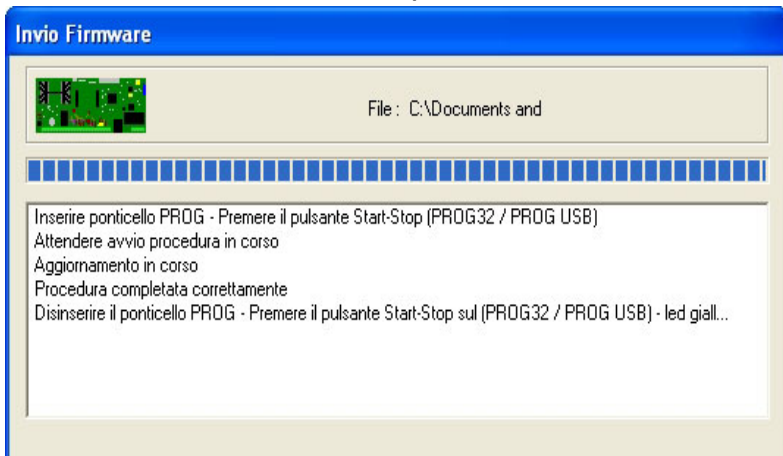 Invio Firmware
File : C:\Documents and
Inserire ponticello PROG - Premere il pulsante Start-Stop (PROG32 / PROG USB)
Attendere avvio procedura in corso
Aggiornamento in corso
Procedura completata correttamente
Disinserire il ponticello PROG - Premere il pulsante Start-Stop sul (PROG32 / PROG USB) - led giall...